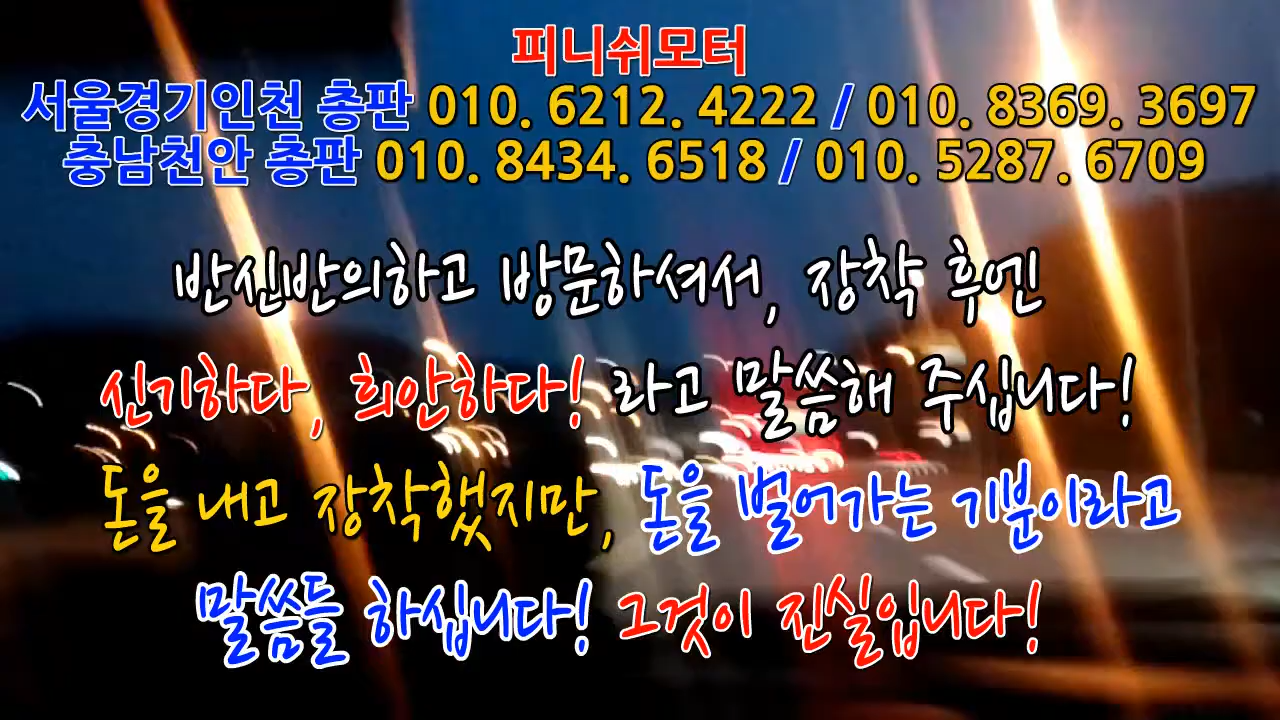 피니쉬모터
서울경기인천 총판 010. 6212. 4222 / 010. 8369. 3697
충남천안 총판 010. 8434. 6518 / 010. 5287. 6709
반신반의하고 방문하셔서, 장착 후엔
신기하다, 희안하다! 라고 말씀해 주십니다!
돈을 내고 장착했지만, 돈을 벌어가는 기분이라고
말씀들 하십니다! 그것이 진실입니다!